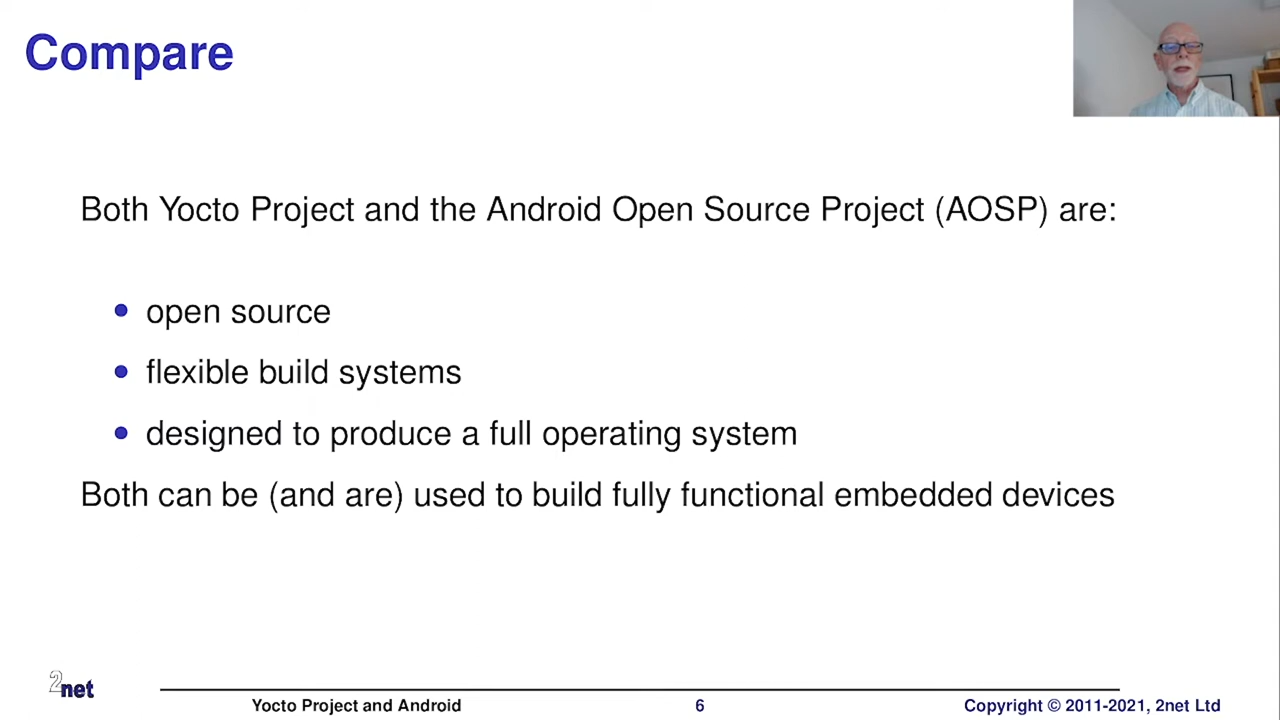 Compare
Both Yocto Project and the Android Open Source Project (AOSP) are:
• open source
• flexible build systems
• designed to produce a full operating system
Both can be (and are) used to build fully functional embedded devices
2net
Yocto Project and Android
6
Copyright © 2011-2021, 2net Ltd